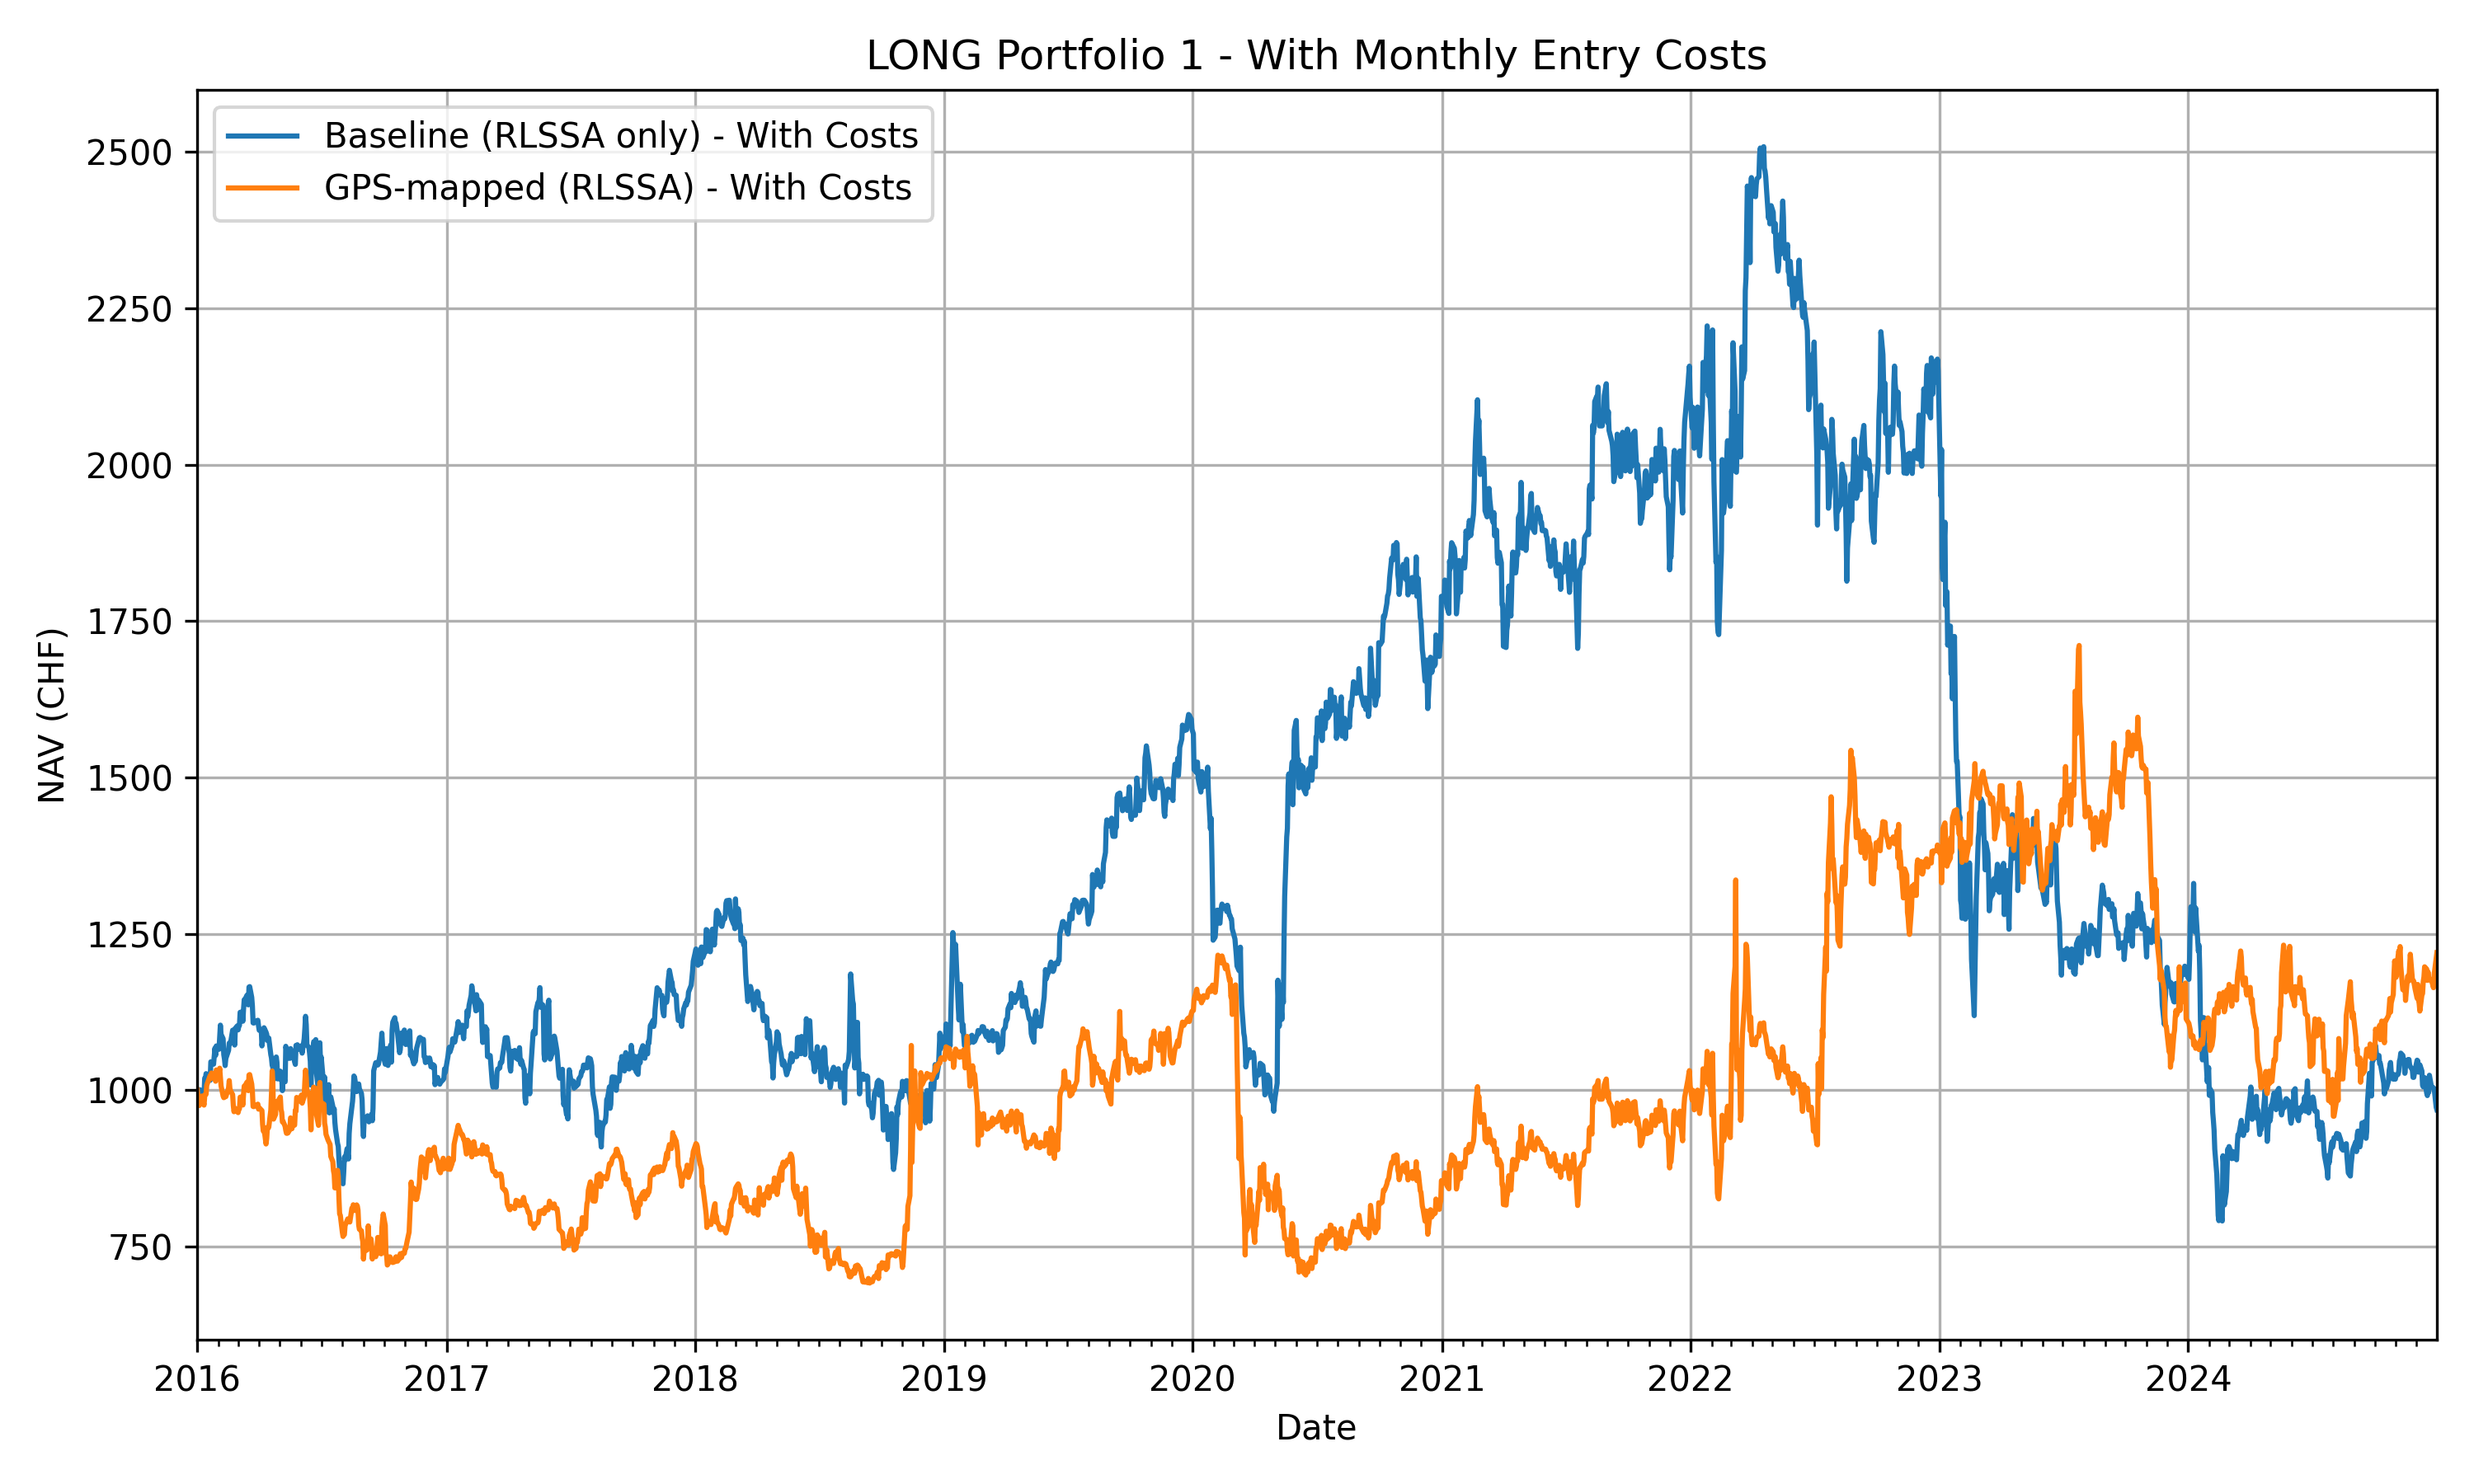 LONG Portfolio 1 - With Monthly Entry Costs
Baseline (RLSSA only) - With Costs
GPS-mapped (RLSSA) - With Costs
2500
2250
2000
1750
1500
1250
1000
750
NAV (CHF)
2016 2017 2018 2019 2020 2021 2022 2023 2024
Date